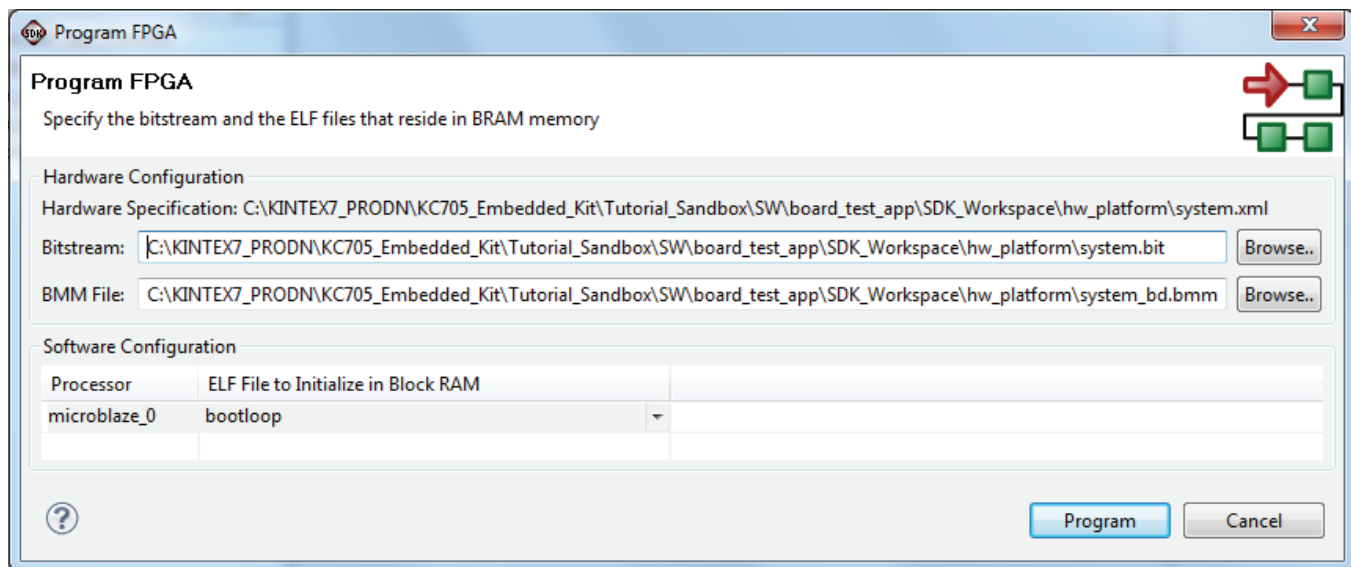 SDK Program FPGA
X
Program FPGA
Specify the bitstream and the ELF files that reside in BRAM memory
Hardware Configuration
Hardware Specification: C:\KINTEX7_PRODN\KC705_Embedded_Kit\Tutorial_Sandbox\SW\board_test_app\SDK_Workspace\hw_platform\system.xml
Bitstream: C:\KINTEX7_PRODN\KC705_Embedded_Kit\Tutorial_Sandbox\SW\board_test_app\SDK_Workspace\hw_platform\system.bit Browse..
BMM File: C:\KINTEX7_PRODN\KC705_Embedded_Kit\Tutorial_Sandbox\SW\board_test_app\SDK_Workspace\hw_platform\system_bd.bmm Browse..
Software Configuration
Processor ELF File to Initialize in Block RAM
microblaze_0 bootloop
? Program Cancel